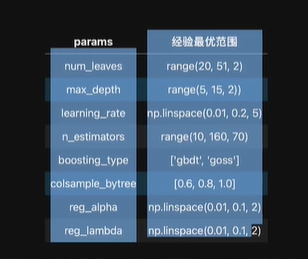 params 经验最优范围
num_leaves range(20, 51, 2)
max_depth range(5, 15, 2))
learning_rate np.linspace(0.01, 0.2, 5)
n_estimators range(10, 160, 70)
boosting_type ['gbdt', 'goss']
colsample_bytree [0.6, 0.8, 1.0]
reg_alpha np.linspace(0.01, 0.1, 2)
reg_lambda np.linspace(0.01, 0.1, 2)